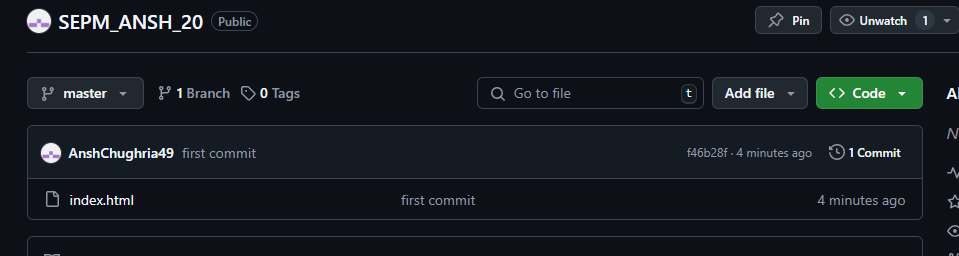 SEPM_ANSH_20 Public Pin Unwatch 1
master 1 Branch 0 Tags Go to file t Add file Code
AnshChughria49 first commit f46b28f · 4 minutes ago 1 Commit
index.html first commit 4 minutes ago